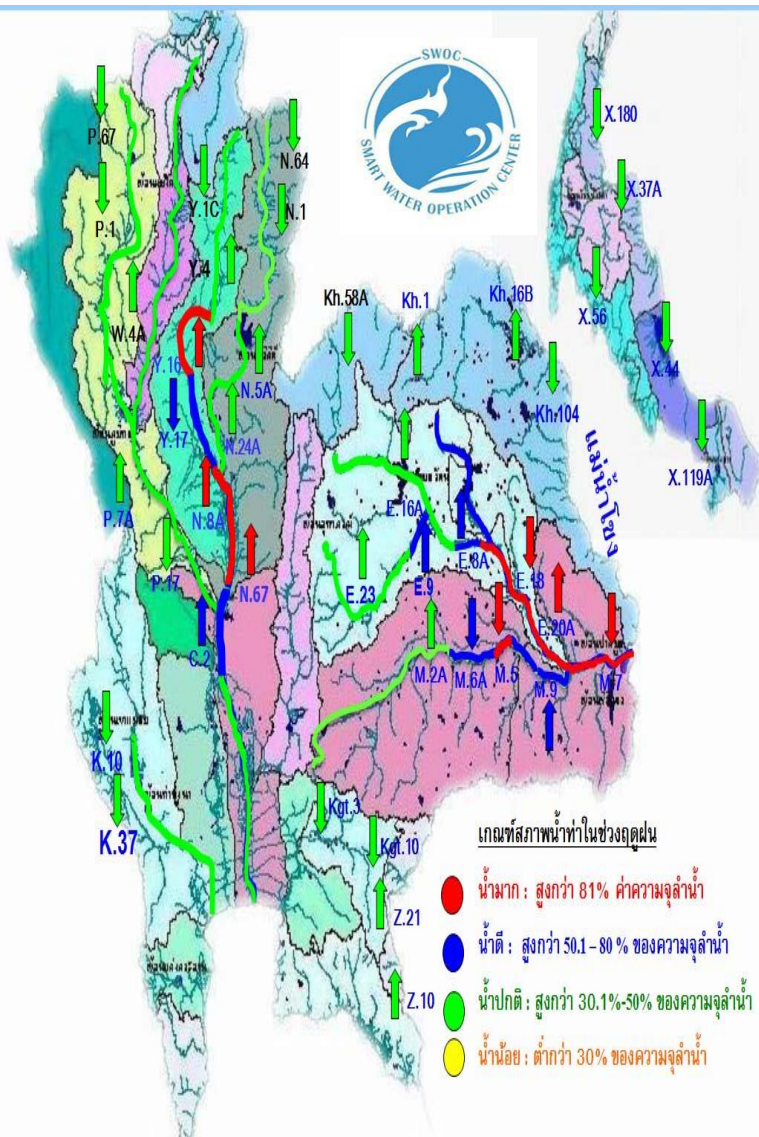 SWOC
SMART WATER OPERATION CENTER
P.67
P.1
W.4A
Y.1C
Y.4
N.64
N.1
Y.16
Y.17
N.5A
N.24A
P.7A
N.8A
P.17
N.67
C.2
K.10
K.37
Kh.58A
Kh.1
Kh.16B
Kh.104
แม่น้ำโขง
E.16A
E.8A
E.23
E.9
E.18
E.20A
M.2A
M.6A
M.5
M.9
M.7
Kgt.3
Kgt.10
Z.21
Z.10
X.180
X.37A
X.56
X.44
X.119A
เกณฑ์สภาพน้ำท่าในช่วงฤดูฝน
น้ำมาก : สูงกว่า 81% ค่าความจุลำน้ำ
น้ำดี : สูงกว่า 50.1 – 80 % ของความจุลำน้ำ
น้ำปกติ : สูงกว่า 30.1%-50% ของความจุลำน้ำ
น้ำน้อย : ต่ำกว่า 30% ของความจุลำน้ำ